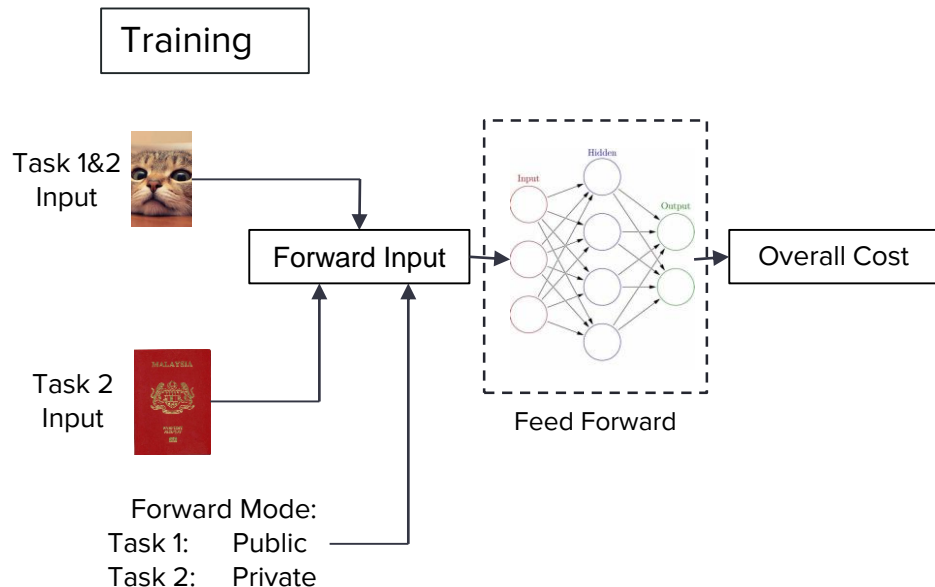 Training
Task 1&2
Input
Forward Input
Input
Hidden
Output
Overall Cost
Feed Forward
Task 2
Input
MALAYSIA
Forward Mode:
Task 1: Public
Task 2: Private